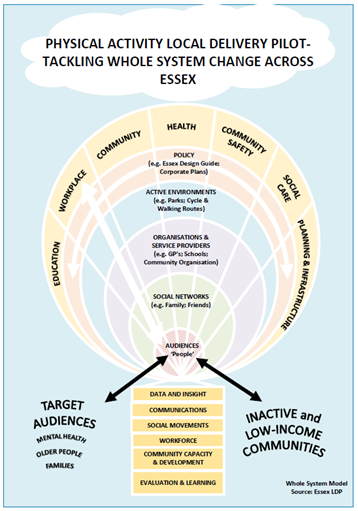 PHYSICAL ACTIVITY LOCAL DELIVERY PILOT-
TACKLING WHOLE SYSTEM CHANGE ACROSS
ESSEX
EDUCATION
WORKPLACE
COMMUNITY
HEALTH
COMMUNITY
SAFETY
SOCIAL
CARE
PLANNING & INFRASTRUCTURE
POLICY
(e.g. Essex Design Guide;
Corporate Plans)
ACTIVE ENVIRONMENTS
(e.g. Parks; Cycle &
Walking Routes)
ORGANISATIONS &
SERVICE PROVIDERS
(e.g. GP's; Schools;
Community Organisation)
SOCIAL NETWORKS
(e.g. Family; Friends)
AUDIENCES
'People'
TARGET
AUDIENCES
MENTAL HEALTH
OLDER PEOPLE
FAMILIES
DATA AND INSIGHT
COMMUNICATIONS
SOCIAL MOVEMENTS
WORKFORCE
COMMUNITY CAPACITY
& DEVELOPMENT
EVALUATION & LEARNING
INACTIVE and
LOW-INCOME
COMMUNITIES
Whole System Model
Source: Essex LDP